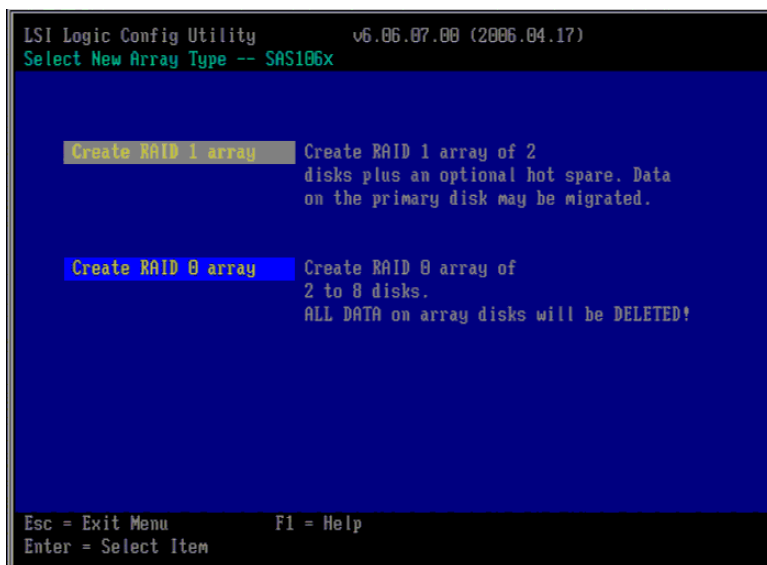 LSI Logic Config Utility v6.06.07.00 (2006.04.17)
Select New Array Type -- SAS106x
Create RAID 1 array Create RAID 1 array of 2
disks plus an optional hot spare. Data
on the primary disk may be migrated.
Create RAID 0 array Create RAID 0 array of
2 to 8 disks.
ALL DATA on array disks will be DELETED!
Esc = Exit Menu F1 = Help
Enter = Select Item